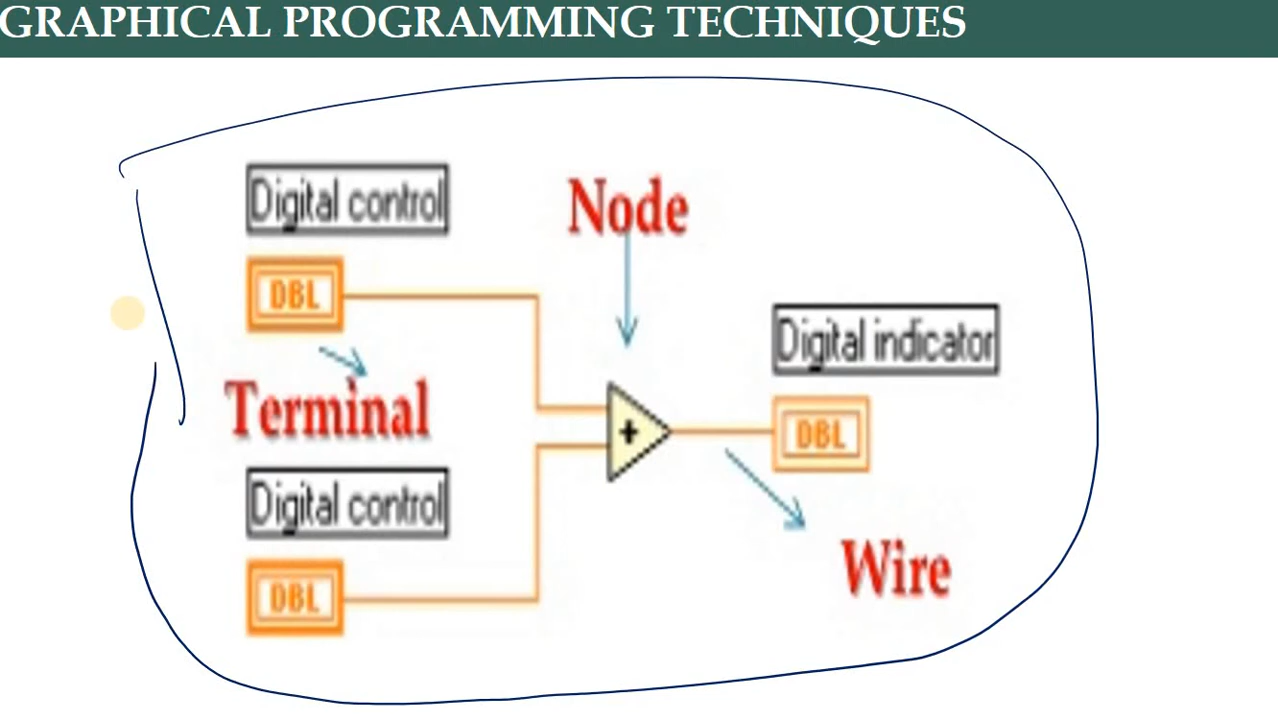 GRAPHICAL PROGRAMMING TECHNIQUES
Digital control
Node
DBL
Digital indicator
Terminal
+
DBL
Digital control
Wire
DBL